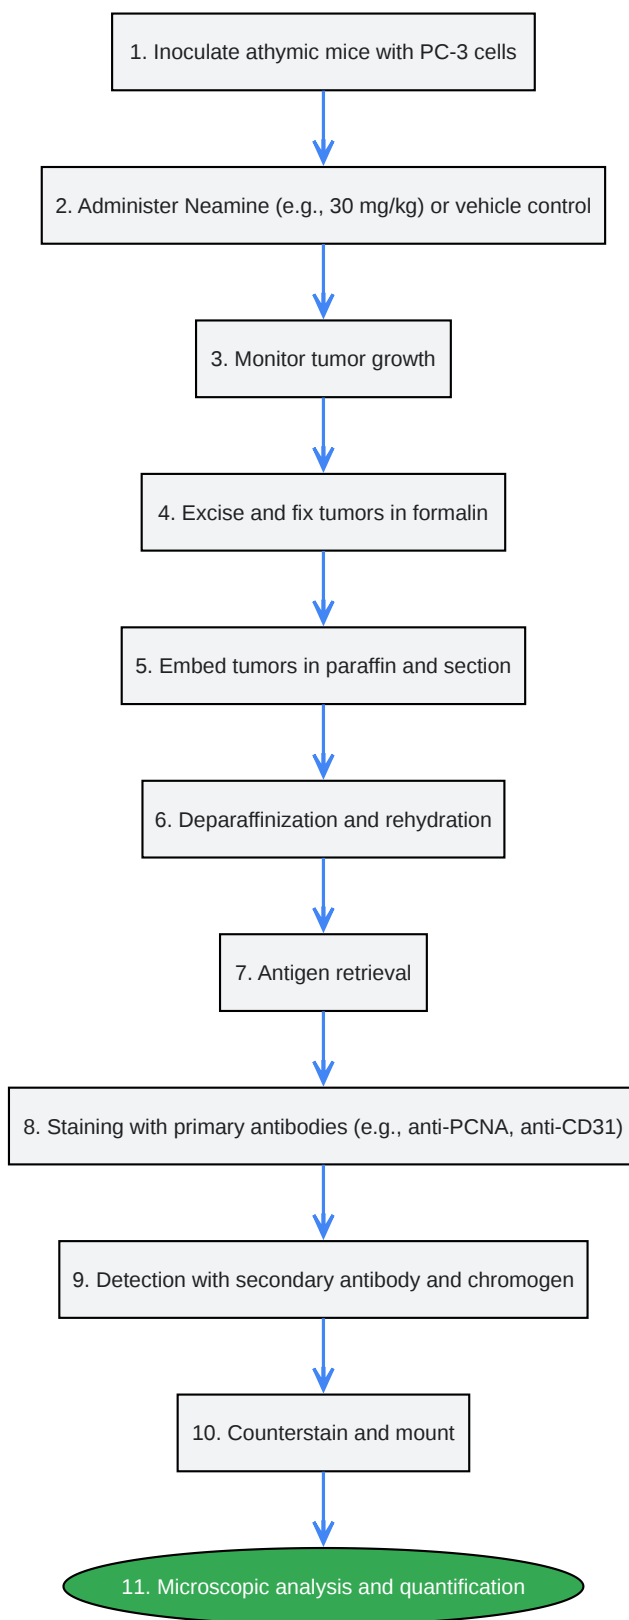 1. Inoculate athymic mice with PC-3 cells
2. Administer Neamine (e.g., 30 mg/kg) or vehicle control
3. Monitor tumor growth
4. Excise and fix tumors in formalin
5. Embed tumors in paraffin and section
6. Deparaffinization and rehydration
7. Antigen retrieval
8. Staining with primary antibodies (e.g., anti-PCNA, anti-CD31)
9. Detection with secondary antibody and chromogen
10. Counterstain and mount
11. Microscopic analysis and quantification